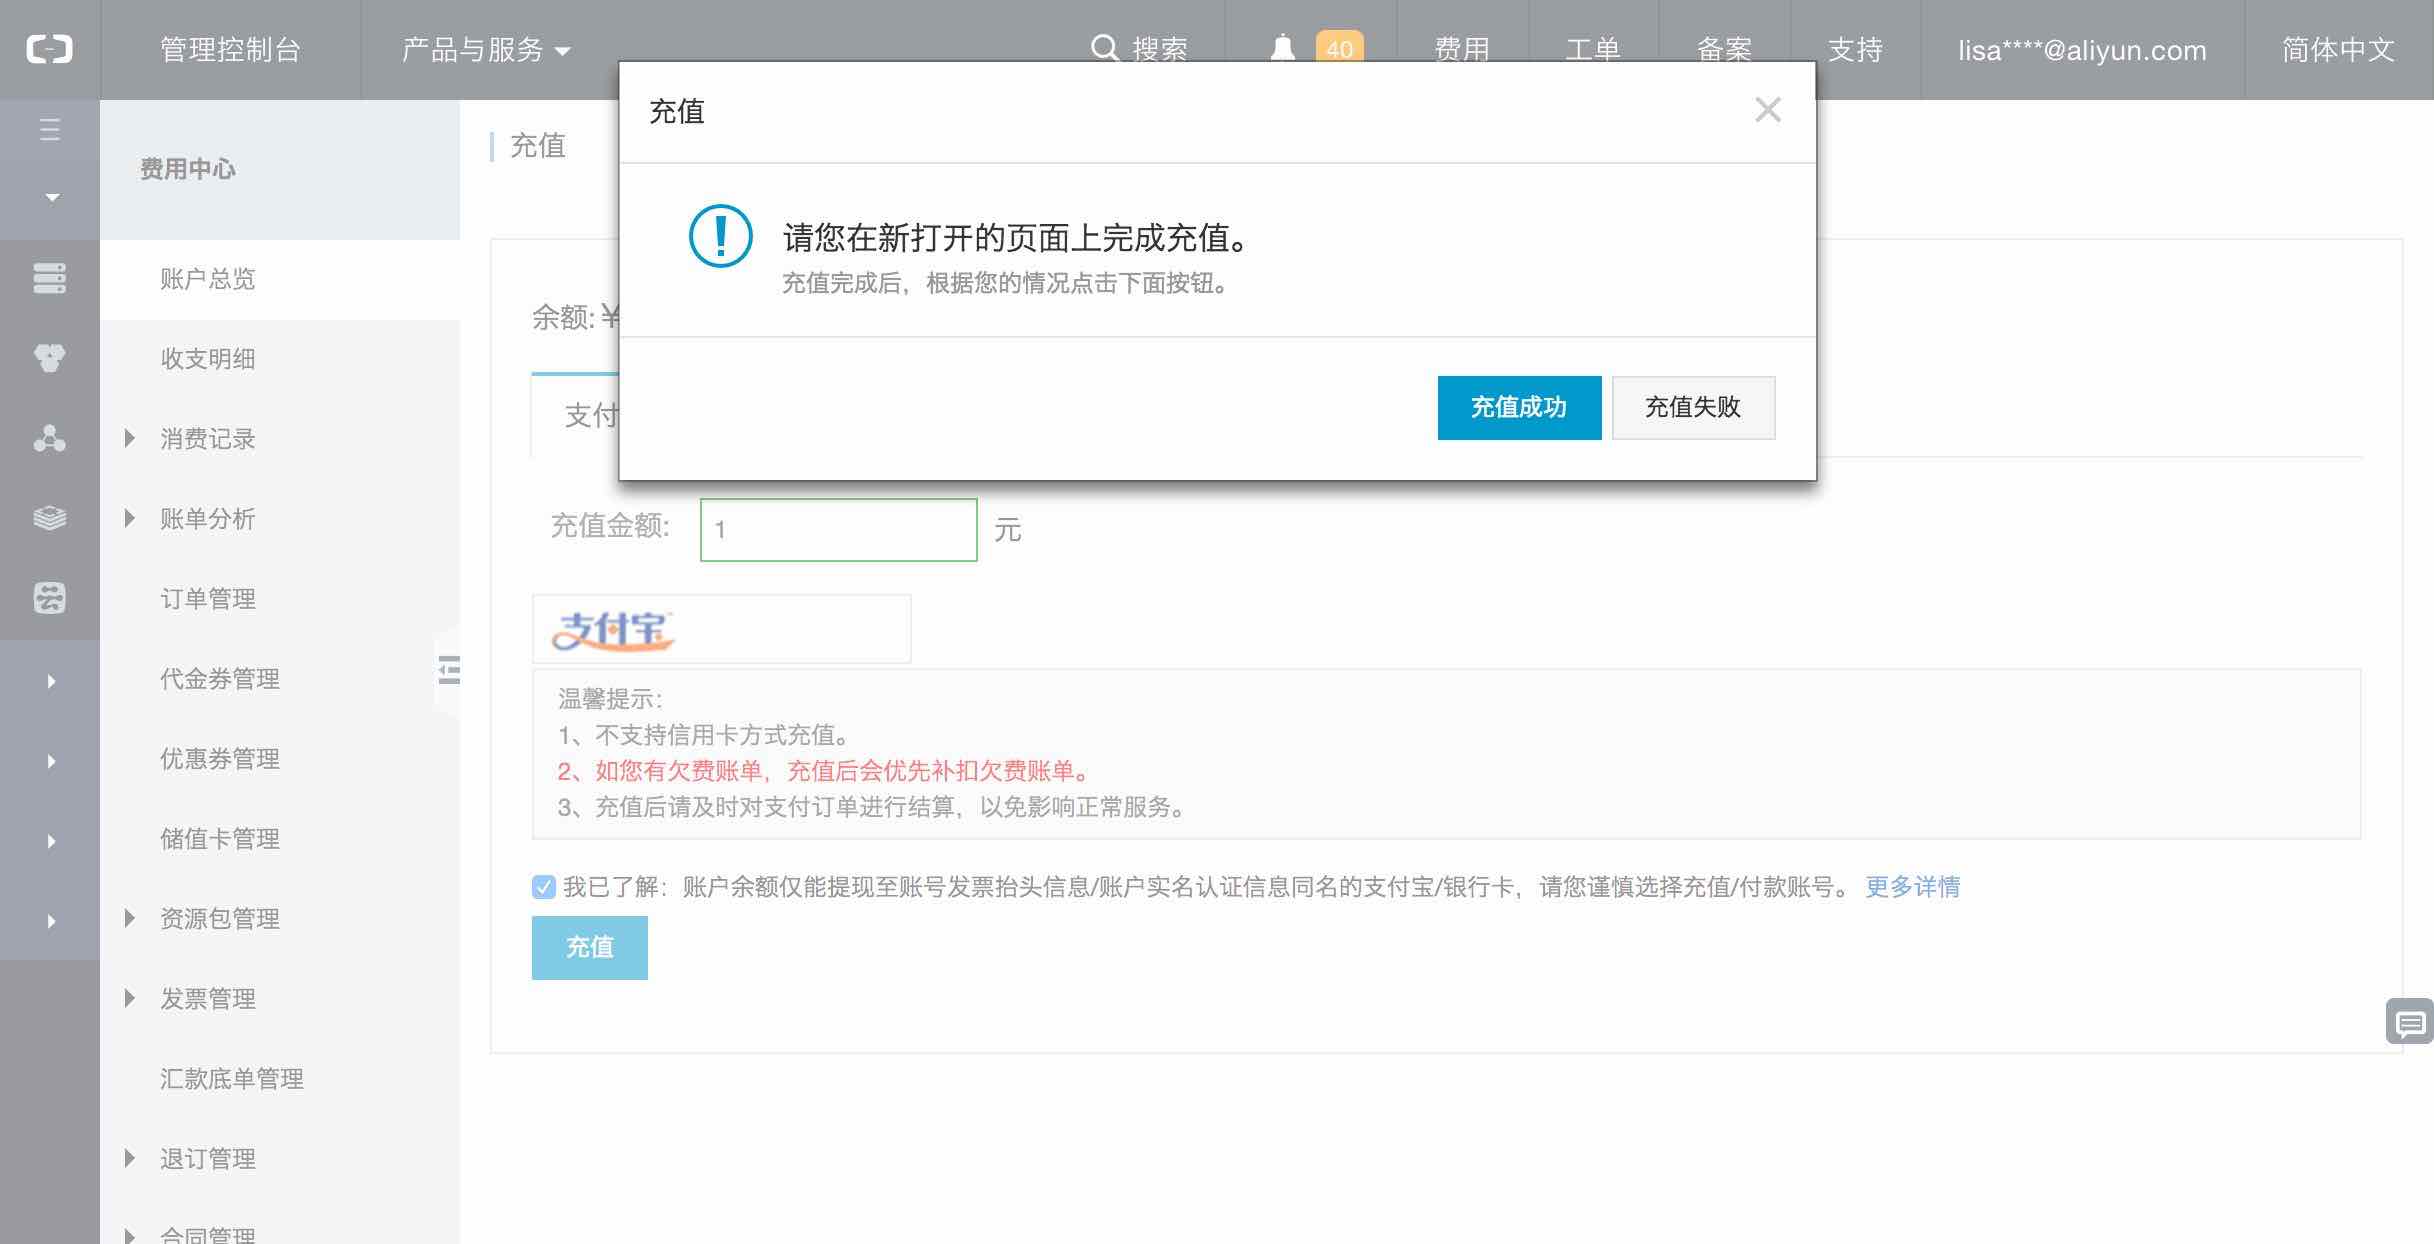 管理控制台
产品与服务
搜索
40
费用
工单
备案
支持
lisa****@aliyun.com
简体中文
费用中心
账户总览
收支明细
消费记录
账单分析
订单管理
代金券管理
优惠券管理
储值卡管理
资源包管理
发票管理
汇款底单管理
退订管理
合同管理
充值
余额:¥
支付
充值
请您在新打开的页面上完成充值。
充值完成后，根据您的情况点击下面按钮。
充值成功
充值失败
充值金额: 1 元
支付宝
温馨提示：
1、不支持信用卡方式充值。
2、如您有欠费账单，充值后会优先补扣欠费账单。
3、充值后请及时对支付订单进行结算，以免影响正常服务。
我已了解：账户余额仅能提现至账号发票抬头信息/账户实名认证信息同名的支付宝/银行卡，请您谨慎选择充值/付款账号。 更多详情
充值